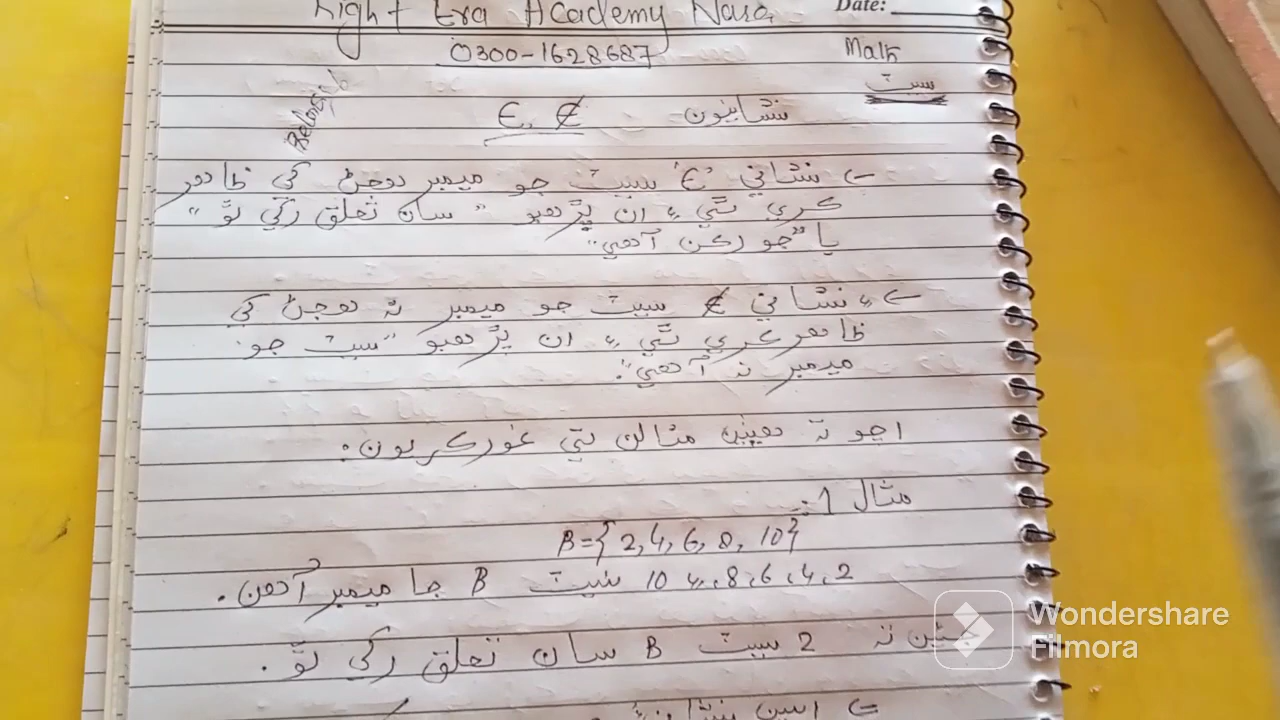 Right Era Academy Nara
Date:
0300-1628687
Math
سيٽ
نشانيون ∈, ∉
Belongs to
← نشاني '∈' سيٽ جو ميمبر هجڻ کي ظاهر
ڪري ٿي ۽ ان پڙهبو " سان تعلق رکي ٿو "
يا "جو رڪن آهي".
← ۽ نشاني ∉ سيٽ جو ميمبر نه هجڻ کي
ظاهر ڪري ٿي ۽ ان پڙهبو "سيٽ جو
ميمبر نه آهي".
اچو ته هيٺين مثالن تي غور ڪريون:
مثال 1:-
B={2,4,6,8,10}
2، 4، 6، 8، ۽ 10 سيٽ B جا ميمبر آهن.
جيئن ته 2 سيٽ B سان تعلق رکي ٿو.
Wondershare
Filmora